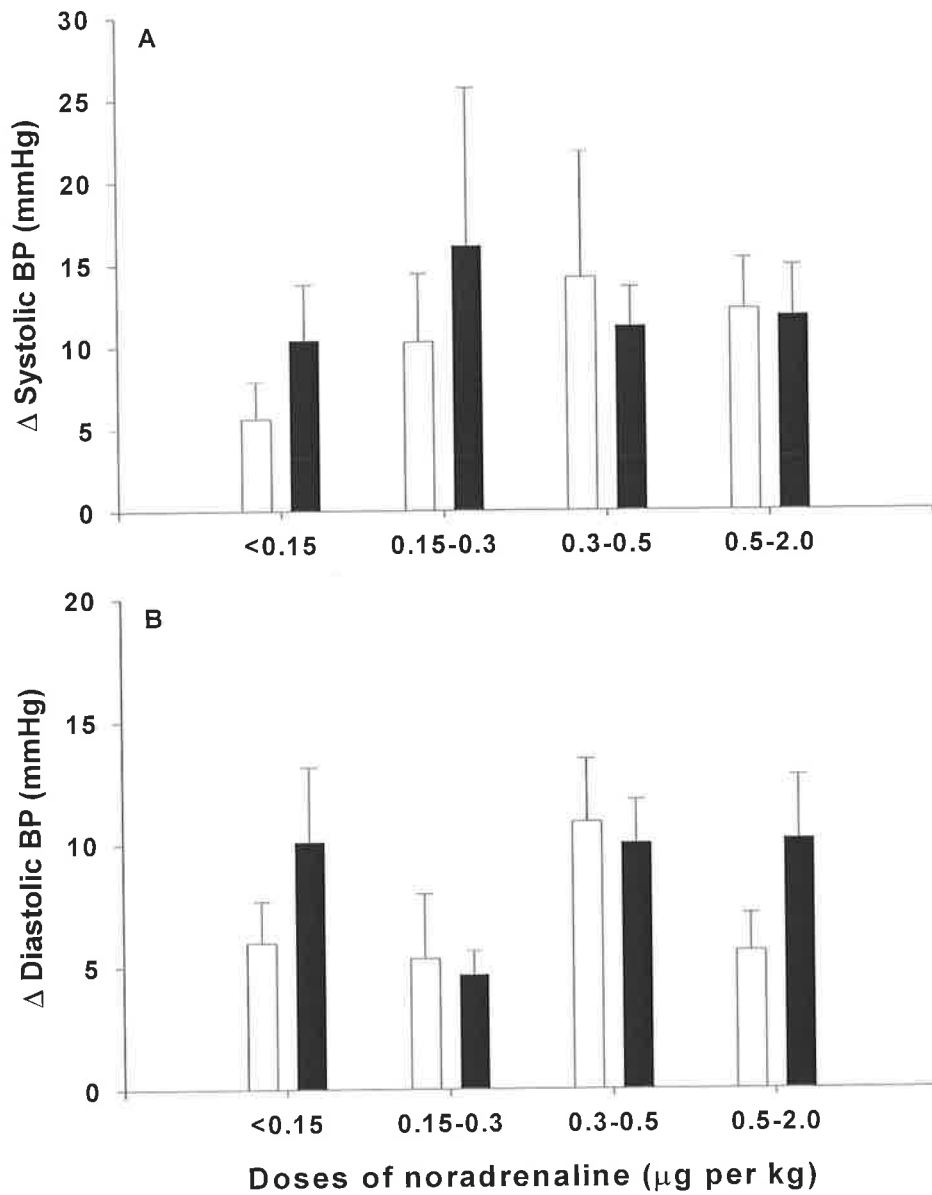 A
Δ Systolic BP (mmHg)
30
25
20
15
10
5
0
<0.15 0.15-0.3 0.3-0.5 0.5-2.0
B
Δ Diastolic BP (mmHg)
20
15
10
5
0
<0.15 0.15-0.3 0.3-0.5 0.5-2.0
Doses of noradrenaline (μg per kg)